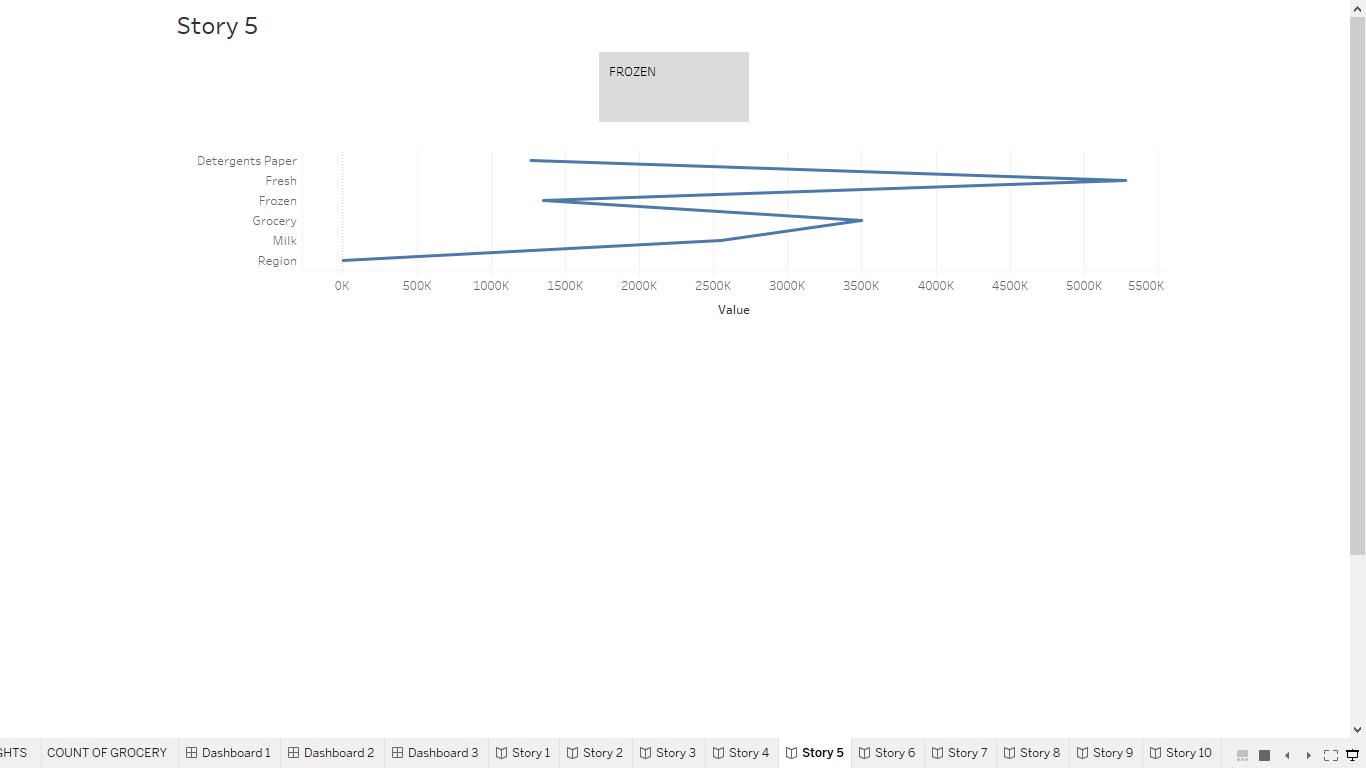 Story 5
FROZEN
Detergents Paper
Fresh
Frozen
Grocery
Milk
Region
0K 500K 1000K 1500K 2000K 2500K 3000K 3500K 4000K 4500K 5000K 5500K
Value
GHTS COUNT OF GROCERY Dashboard 1 Dashboard 2 Dashboard 3 Story 1 Story 2 Story 3 Story 4 Story 5 Story 6 Story 7 Story 8 Story 9 Story 10